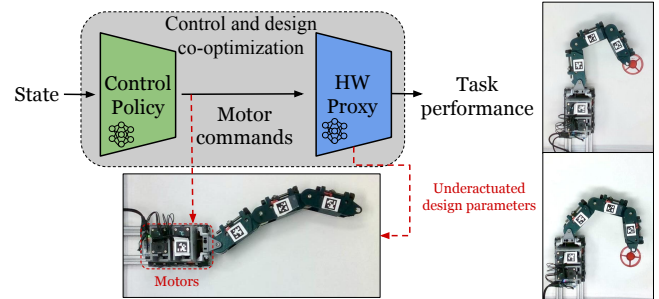 Control and design
co-optimization
State
Control
Policy
Motor
commands
HW
Proxy
Task
performance
Underactuated
design parameters
Motors